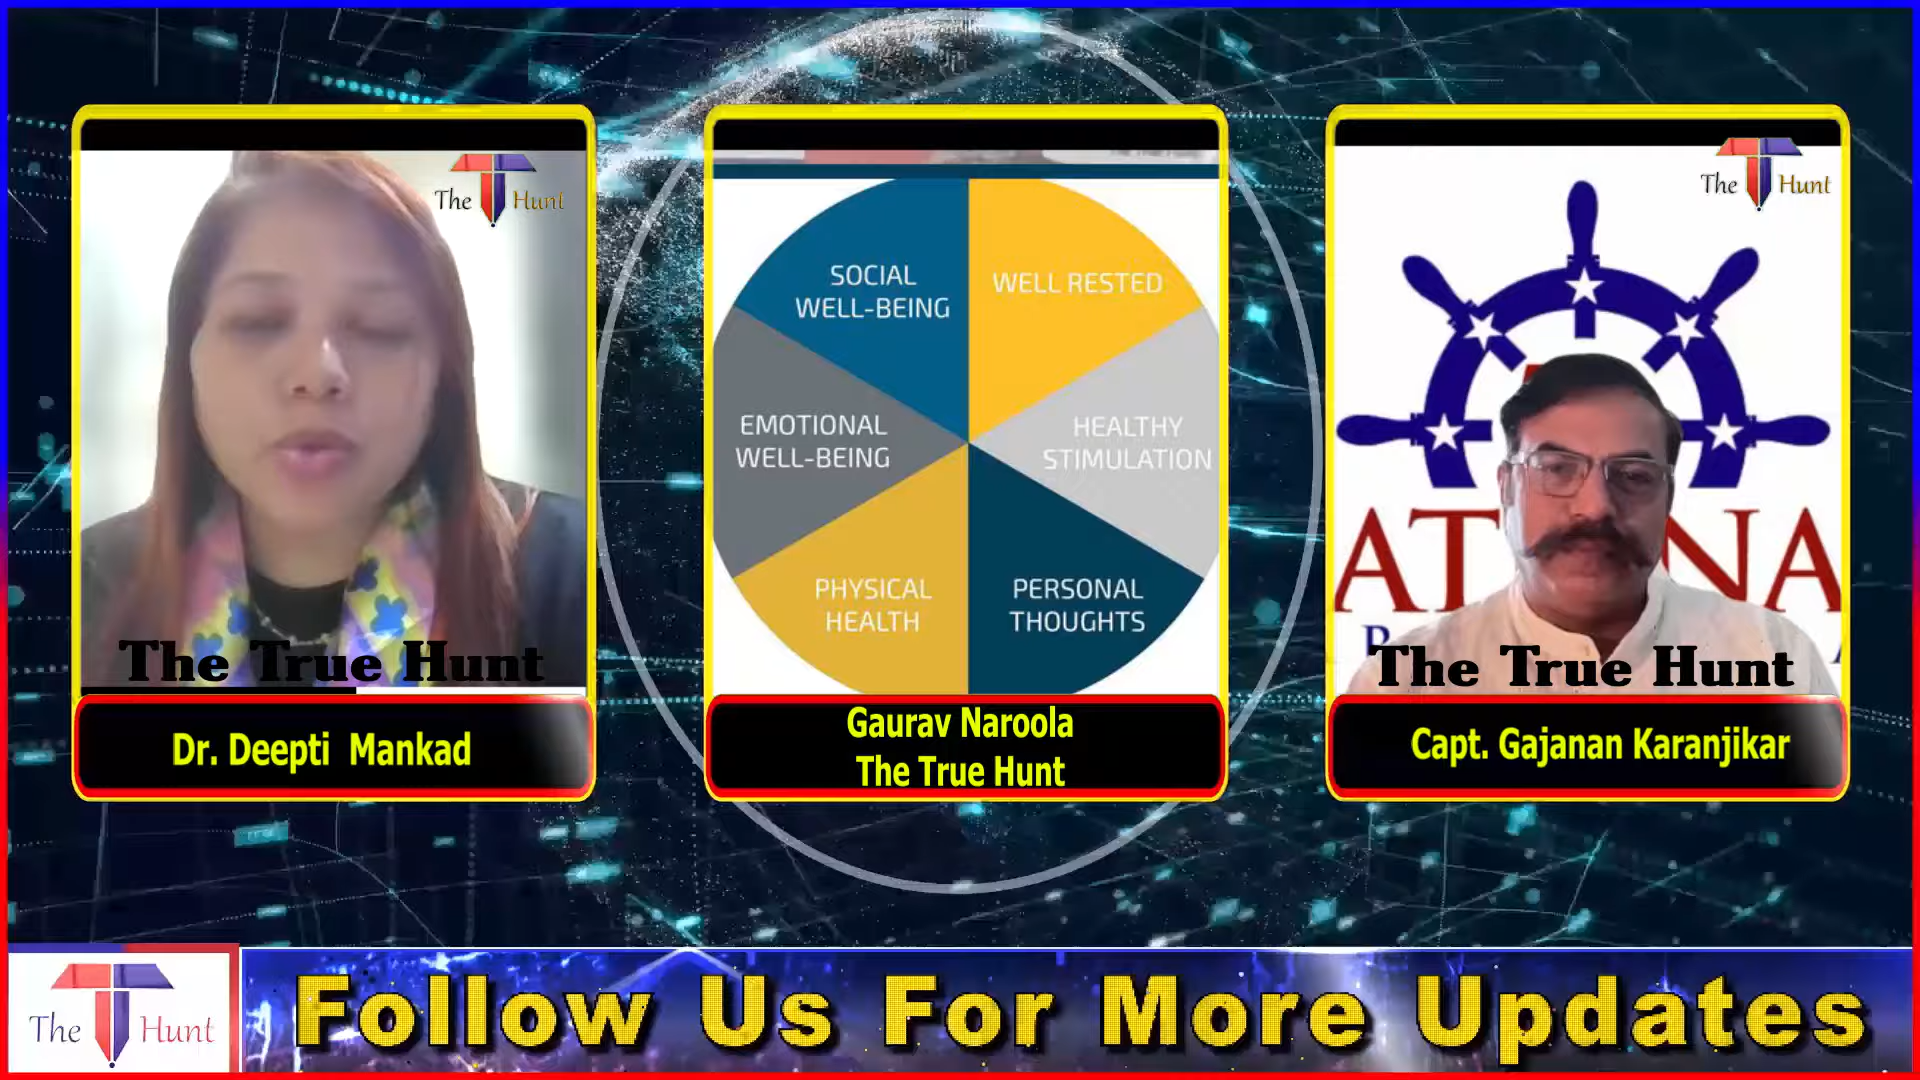 The Hunt
The True Hunt
Dr. Deepti Mankad
SOCIAL
WELL-BEING
WELL RESTED
EMOTIONAL
WELL-BEING
HEALTHY
STIMULATION
PHYSICAL
HEALTH
PERSONAL
THOUGHTS
Gaurav Naroola
The True Hunt
The Hunt
The True Hunt
Capt. Gajanan Karanjikar
The Hunt
Follow Us For More Updates